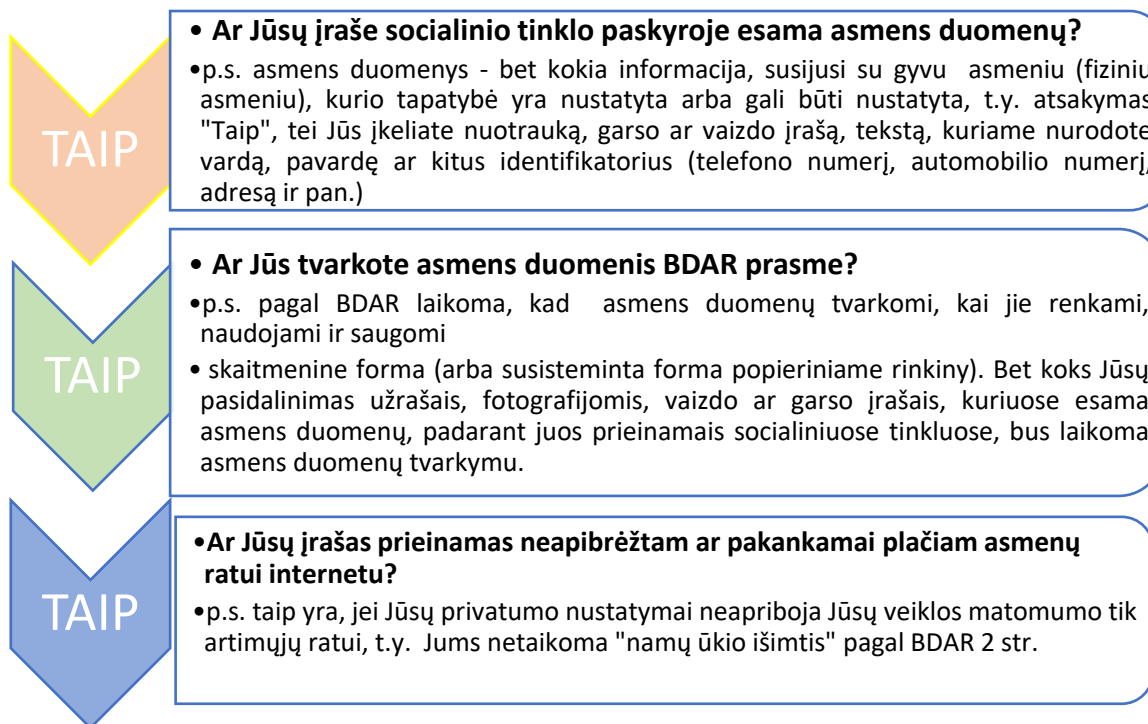 • Ar Jūsų įraše socialinio tinklo paskyroje esama asmens duomenų?
•p.s. asmens duomenys - bet kokia informacija, susijusi su gyvu asmeniu (fiziniu
asmeniu), kurio tapatybė yra nustatyta arba gali būti nustatyta, t.y. atsakymas
"Taip", tei Jūs įkeliate nuotrauką, garso ar vaizdo įrašą, tekstą, kuriame nurodote
vardą, pavardę ar kitus identifikatorius (telefono numerį, automobilio numerį,
adresą ir pan.)
TAIP
• Ar Jūs tvarkote asmens duomenis BDAR prasme?
•p.s. pagal BDAR laikoma, kad asmens duomenų tvarkomi, kai jie renkami,
naudojami ir saugomi
• skaitmenine forma (arba susisteminta forma popieriniame rinkiny). Bet koks Jūsų
pasidalinimas užrašais, fotografijomis, vaizdo ar garso įrašais, kuriuose esama
asmens duomenų, padarant juos prieinamais socialiniuose tinkluose, bus laikoma
asmens duomenų tvarkymu.
TAIP
•Ar Jūsų įrašas prieinamas neapibrėžtam ar pakankamai plačiam asmenų
ratui internetu?
•p.s. taip yra, jei Jūsų privatumo nustatymai neapriboja Jūsų veiklos matomumo tik
artimųjų ratui, t.y. Jums netaikoma "namų ūkio išimtis" pagal BDAR 2 str.
TAIP